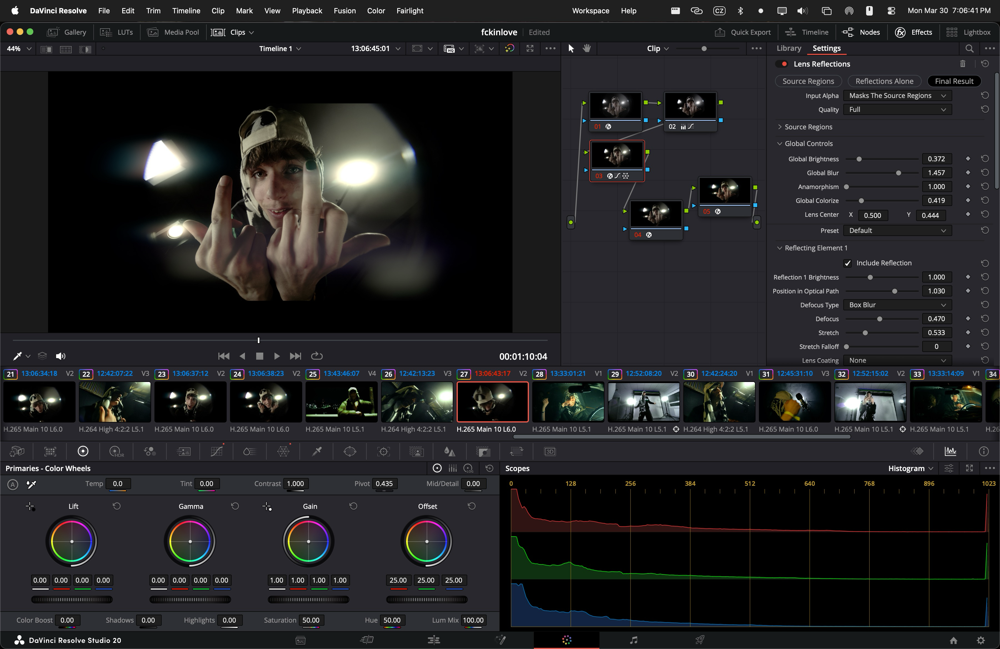 DaVinci Resolve File Edit Trim Timeline Clip Mark View Playback Fusion Color Fairlight Workspace Help CZ Mon Mar 30 7:06:41 PM
Gallery LUTs Media Pool Clips fckinlove Edited Quick Export Timeline Nodes Effects Lightbox
44% Timeline 1 13:06:45:01 HQ Clip Library Settings
Lens Reflections
Source Regions Reflections Alone Final Result
Input Alpha Masks The Source Regions
Quality Full
Source Regions
Global Controls
Global Brightness 0.372
Global Blur 1.457
Anamorphism 1.000
Global Colorize 0.419
Lens Center X 0.500 Y 0.444
Preset Default
Reflecting Element 1
Include Reflection
Reflection 1 Brightness 1.000
Position in Optical Path 1.030
Defocus Type Box Blur
Defocus 0.470
Stretch 0.533
Stretch Falloff 0
Lens Coating None
01 fx
02
03 fx
04 fx
05 fx
00:01:10:04
21 13:06:34:18 V2 22 12:42:07:22 V3 23 13:06:37:12 V2 24 13:06:38:23 V2 25 13:43:46:07 V4 26 12:42:13:23 V3 27 13:06:43:17 V2 28 13:33:01:21 V1 29 12:52:08:20 V2 30 12:42:24:20 V1 31 12:45:31:10 V3 32 12:52:15:02 V2 33 13:33:14:09 V1 34
H.265 Main 10 L6.0 H.264 High 4:2:2 L5.1 H.265 Main 10 L6.0 H.265 Main 10 L6.0 H.265 Main 10 L5.1 H.264 High 4:2:2 L5.1 H.265 Main 10 L6.0 H.265 Main 10 L5.1 H.265 Main 10 L5.1 H.264 High 4:2:2 L5.1 H.265 Main 10 L6.0 H.265 Main 10 L5.1 H.265 Main 10 L5.1 H.26
HDR 3D
Primaries - Color Wheels LOG
A Temp 0.0 Tint 0.00 Contrast 1.000 Pivot 0.435 Mid/Detail 0.00
Lift Gamma Gain Offset
0.00 0.00 0.00 0.00 0.00 0.00 0.00 0.00 1.00 1.00 1.00 1.00 25.00 25.00 25.00
Color Boost 0.00 Shadows 0.00 Highlights 0.00 Saturation 50.00 Hue 50.00 Lum Mix 100.00
Scopes Histogram
0 128 256 384 512 640 768 896 1023
DaVinci Resolve Studio 20